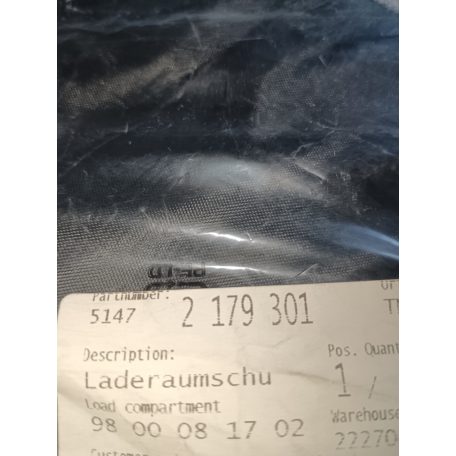 Partnumber:
5147 2 179 301
Description:
Pos. Quant
Laderaumschu
1 /
Load compartment
Warehouse
98 00 08 17 02
22270